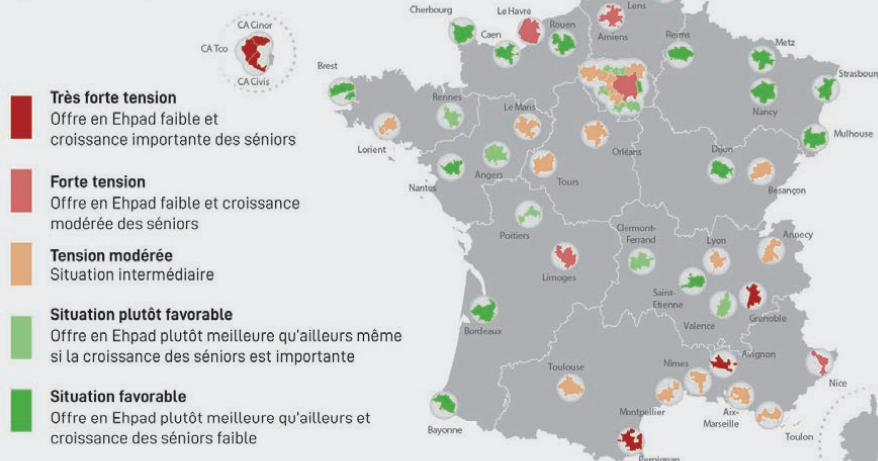 CA Cinor
CA Tco
CA Civis
Très forte tension
Offre en Ehpad faible et
croissance importante des séniors
Forte tension
Offre en Ehpad faible et croissance
modérée des séniors
Tension modérée
Situation intermédiaire
Situation plutôt favorable
Offre en Ehpad plutôt meilleure qu'ailleurs même
si la croissance des séniors est importante
Situation favorable
Offre en Ehpad plutôt meilleure qu'ailleurs et
croissance des séniors faible
Cherbourg
Le Havre
Lens
Caen
Rouen
Amiens
Reims
Metz
Strasbourg
Brest
Rennes
Le Mans
Nancy
Lorient
Orléans
Mulhouse
Nantes
Angers
Tours
Dijon
Besançon
Poitiers
Clermont-
Ferrand
Lyon
Annecy
Limoges
Saint-
Etienne
Valence
Grenoble
Bordeaux
Toulouse
Nîmes
Avignon
Nice
Bayonne
Montpellier
Aix-
Marseille
Toulon
Perpignan